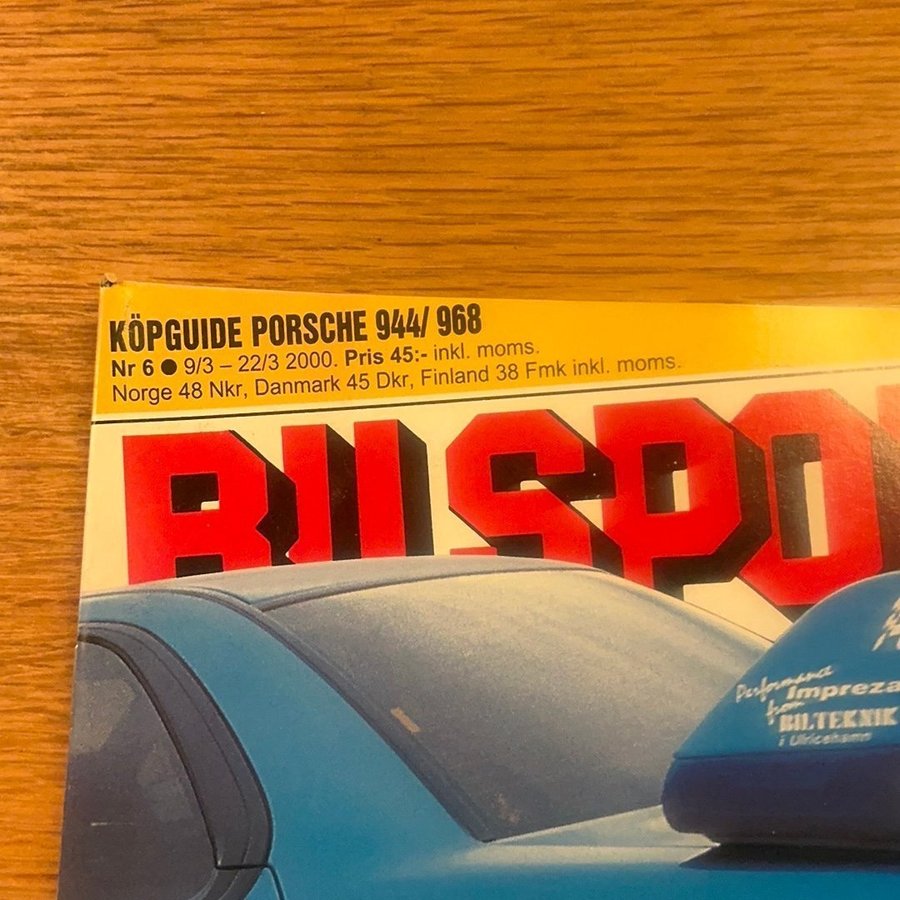 KÖPGUIDE PORSCHE 944/ 968
Nr 6 ● 9/3 – 22/3 2000. Pris 45:- inkl. moms.
Norge 48 Nkr, Danmark 45 Dkr, Finland 38 Fmk inkl. moms.
BILSPO
Performance
Impreza
from
BILTEKNIK
i Ulricehamn